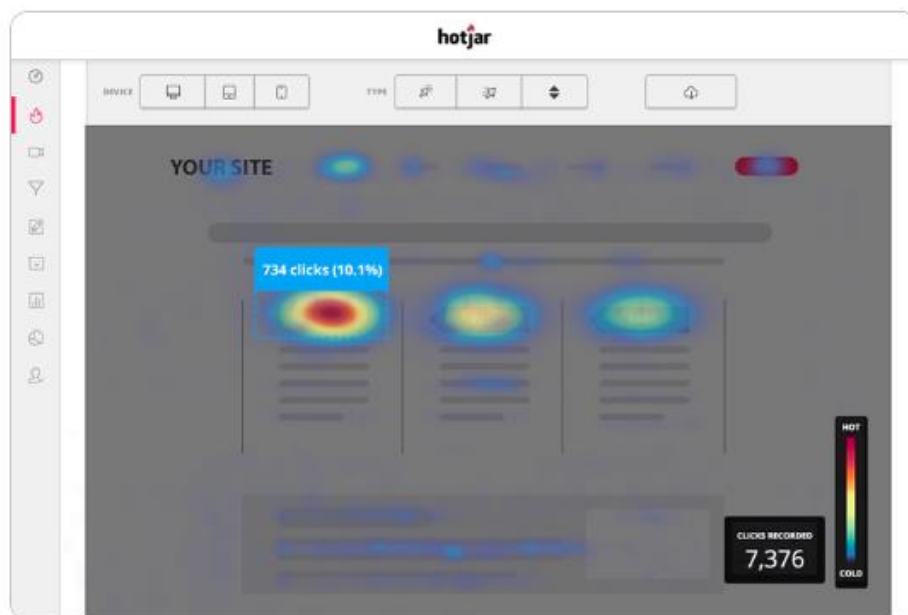 hotjar
DEVICE
TYPE
YOUR SITE
734 clicks (10.1%)
HOT
CLICKS RECORDED
7,376
COLD